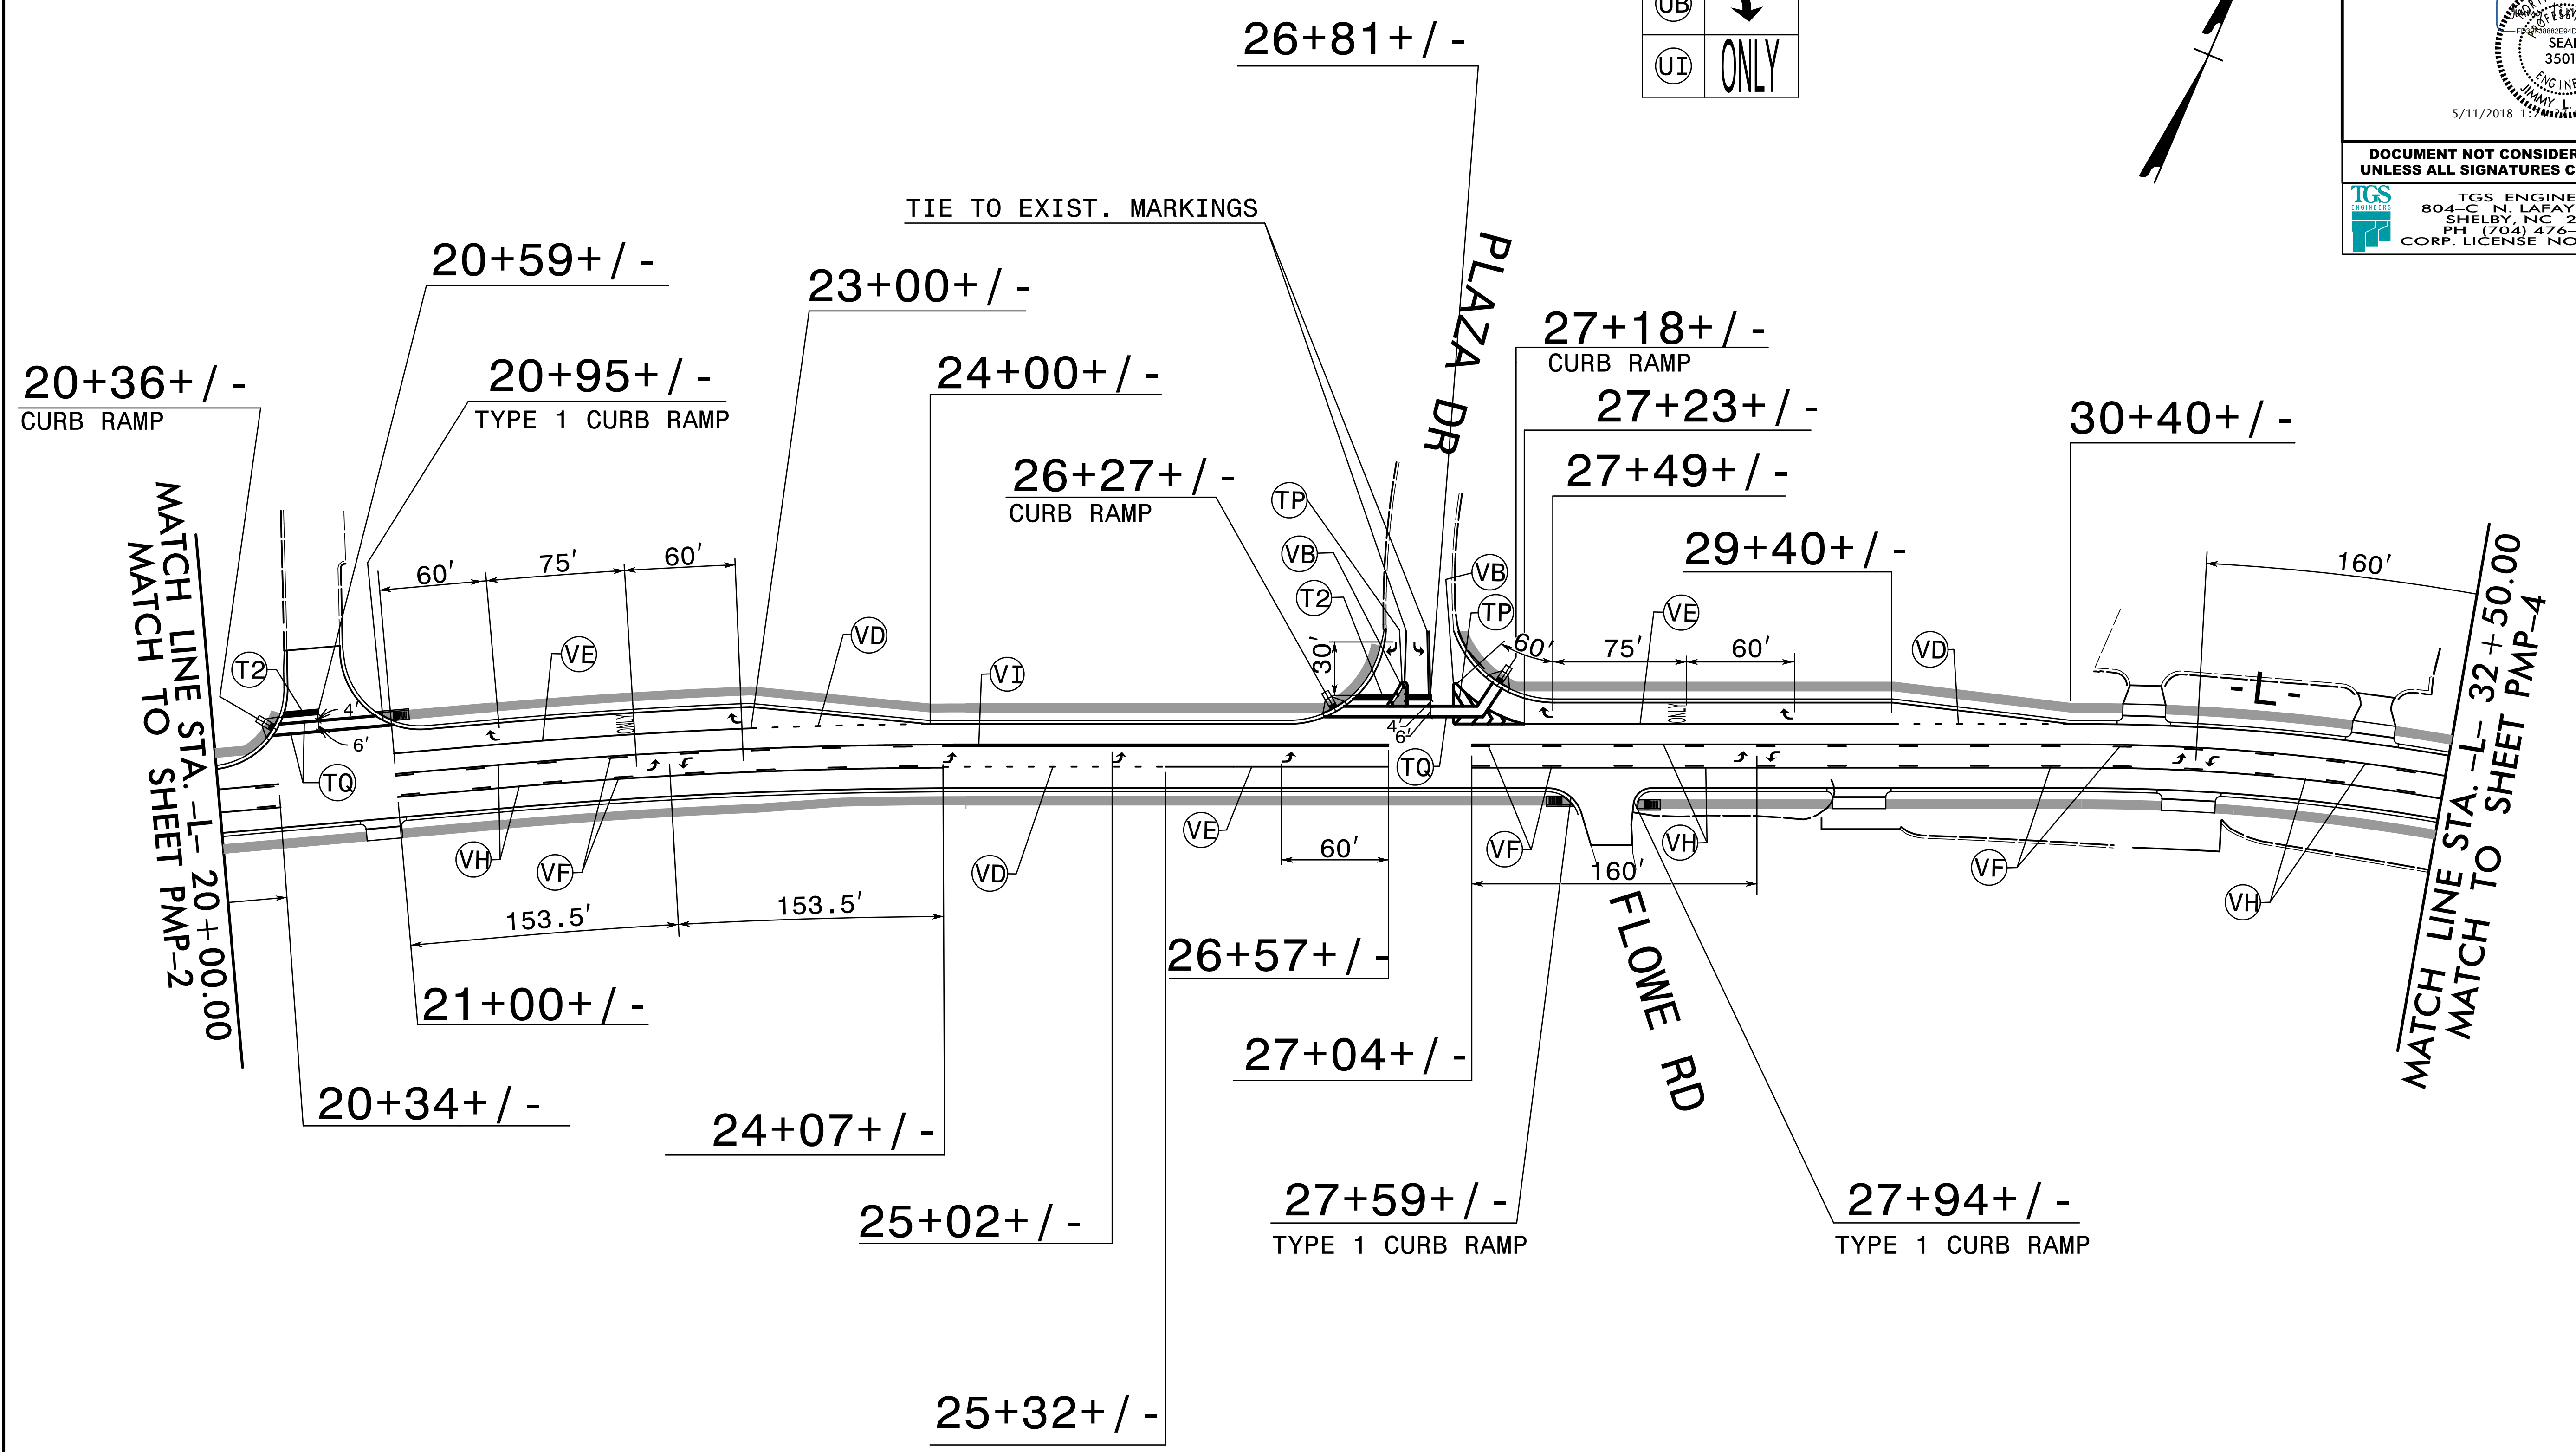 UB
UI ONLY
26+81+/-
SEAL
5/11/2018
DOCUMENT NOT
UNLESS ALL SIGNATURES
TGS
ENGINEERS
TGS
804-C N.
SHELBY, NC
PH (704) 476-
CORP. LICENSE
TIE TO EXIST. MARKINGS
20+59+/-
23+00+/-
PLAZA DR
27+18+/-
CURB RAMP
20+36+/-
CURB RAMP
20+95+/-
TYPE 1 CURB RAMP
24+00+/-
27+23+/-
30+40+/-
26+27+/-
CURB RAMP
27+49+/-
29+40+/-
MATCH LINE STA. -L- 20+00.00
MATCH TO SHEET PMP-2
60' 75' 60'
TP
VB
T2
VB
TP
160'
MATCH LINE STA. -L- 32+50.00
MATCH TO SHEET PMP-4
T2
VE
VD
VI
30'
60' 75' 60'
VE
VD
-L-
4'
6'
ONLY
4'
6'
ONLY
TQ
TQ
VH
VF
VD
VE
60'
VF
VH
160'
VF
VH
153.5' 153.5'
FLOWE RD
21+00+/-
26+57+/-
27+04+/-
20+34+/-
24+07+/-
25+02+/-
27+59+/-
TYPE 1 CURB RAMP
27+94+/-
TYPE 1 CURB RAMP
25+32+/-